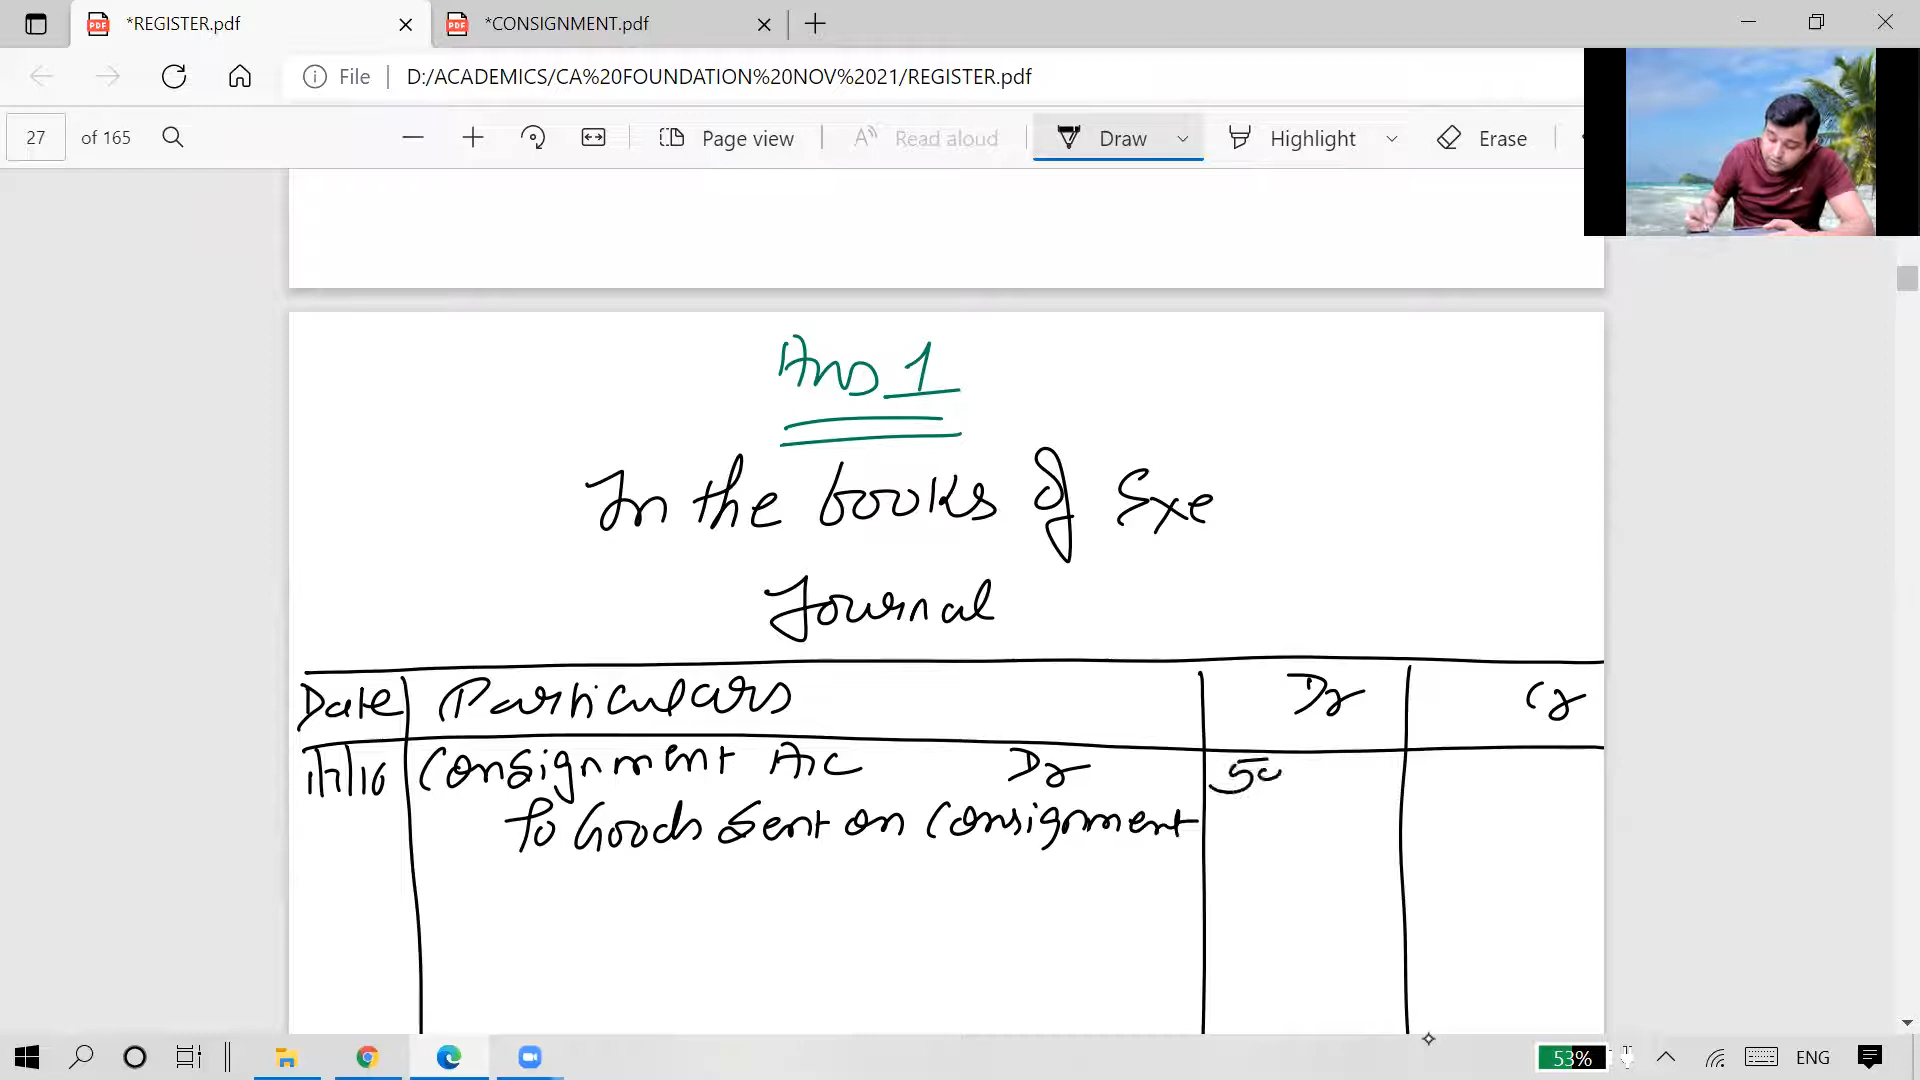 *REGISTER.pdf
*CONSIGNMENT.pdf
File D:/ACADEMICS/CA%20FOUNDATION%20NOV%2021/REGISTER.pdf
27 of 165 Page view Read aloud Draw Highlight Erase
Ans 1
In the books of Exe
Journal
Date Particulars Dr Cr
1/7/16 Consignment A/c Dr 50
To Goods Sent on Consignment
53% ENG